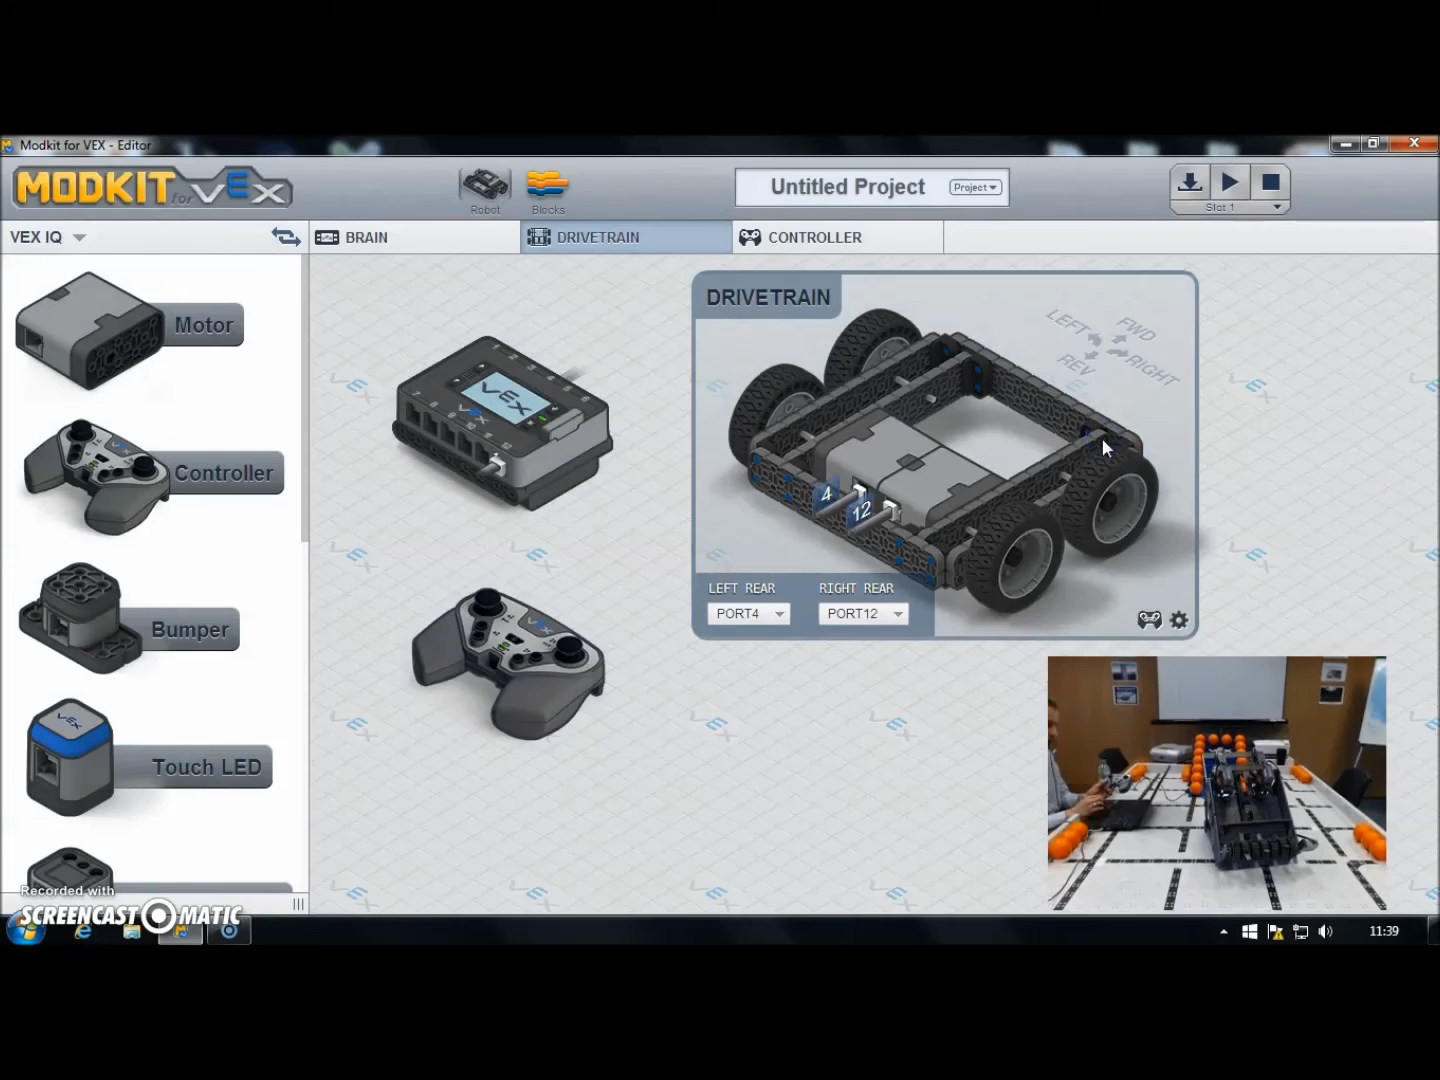 Modkit for VEX - Editor
MODKIT for VEX
Robot
Blocks
Untitled Project
Project
Slot 1
VEX IQ
BRAIN
DRIVETRAIN
CONTROLLER
Motor
Controller
Bumper
Touch LED
VEX
VEX
DRIVETRAIN
LEFT
FWD
REV
RIGHT
4
12
LEFT REAR
RIGHT REAR
PORT4
PORT12
Recorded with
SCREENCAST-O-MATIC
11:39